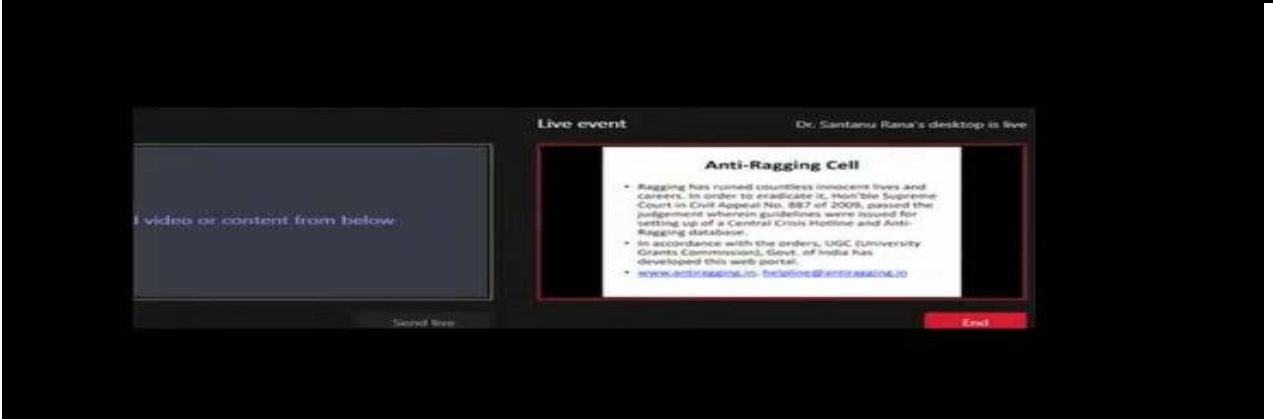 Live event
Dr. Santanu Rana's desktop is live
Anti-Ragging Cell
• Ragging has ruined countless innocent lives and
careers. In order to eradicate it, Hon'ble Supreme
Court in Civil Appeal No. 887 of 2009, passed the
judgement wherein guidelines were issued for
setting up of a Central Crisis Hotline and Anti-
Ragging database.
• In accordance with the orders, UGC (University
Grants Commission), Govt. of India has
developed this web portal.
• www.antiragging.in, helpline@antiragging.in
video or content from below
Send live
End